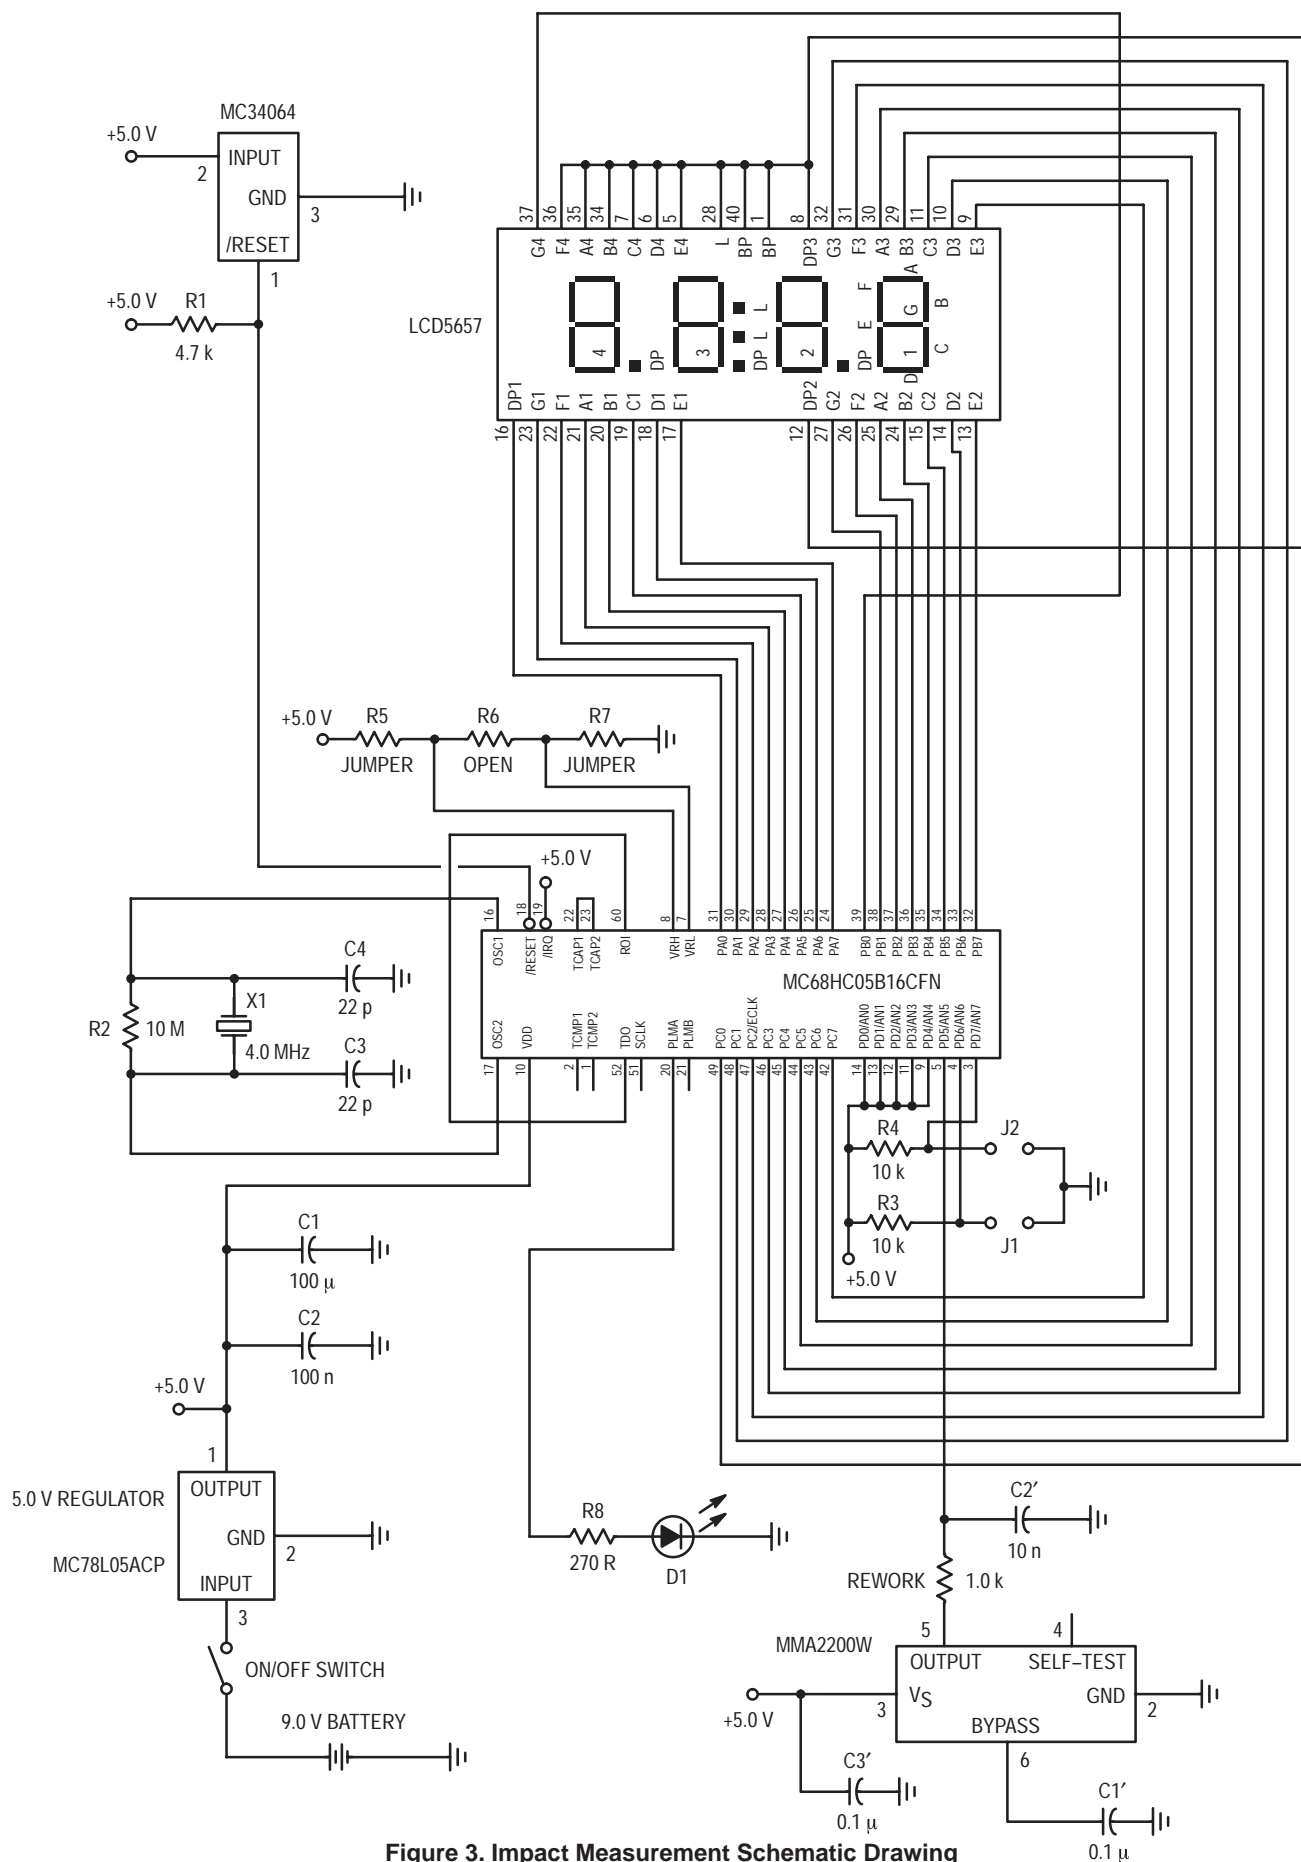 MC34064
+5.0 V
INPUT
2
GND
3
/RESET
1
+5.0 V
R1
4.7 k
37 36 35 34 7 6 5 28 40 1 8 32 31 30 29 11 10 9
G4 F4 A4 B4 C4 D4 E4 L BP BP DP3 G3 F3 A3 B3 C3 D3 E3
LCD5657
4 DP 3 L L DP 2 DP 1
A B C D E F G
DP1 G1 F1 A1 B1 C1 D1 E1 DP2 G2 F2 A2 B2 C2 D2 E2
16 23 22 21 20 19 18 17 12 27 26 25 24 15 14 13
+5.0 V
R5
R6
R7
JUMPER
OPEN
JUMPER
+5.0 V
16 18 19 22 23 60 8 7 31 30 29 28 27 26 25 24 39 38 37 36 35 34 33 32
OSC1 /RESET /IRQ TCAP1 TCAP2 ROI VRH VRL PA0 PA1 PA2 PA3 PA4 PA5 PA6 PA7 PB0 PB1 PB2 PB3 PB4 PB5 PB6 PB7
MC68HC05B16CFN
OSC2 VDD TCMP1 TCMP2 TDO SCLK PLMA PLMB PC0 PC1 PC2/ECLK PC3 PC4 PC5 PC6 PC7 PD0/AN0 PD1/AN1 PD2/AN2 PD3/AN3 PD4/AN4 PD5/AN5 PD6/AN6 PD7/AN7
17 10 2 1 52 51 20 21 49 48 47 46 45 44 43 42 14 13 12 11 9 5 4 3
C4
22 p
X1
R2
10 M
4.0 MHz
C3
22 p
R4
10 k
J2
R3
10 k
J1
+5.0 V
C1
100 μ
C2
100 n
+5.0 V
1
OUTPUT
5.0 V REGULATOR
GND
2
MC78L05ACP
INPUT
3
ON/OFF SWITCH
9.0 V BATTERY
R8
270 R
D1
C2′
10 n
REWORK
1.0 k
MMA2200W
5
4
OUTPUT
SELF–TEST
VS
GND
3
2
+5.0 V
BYPASS
6
C3′
0.1 μ
C1′
0.1 μ
Figure 3. Impact Measurement Schematic Drawing